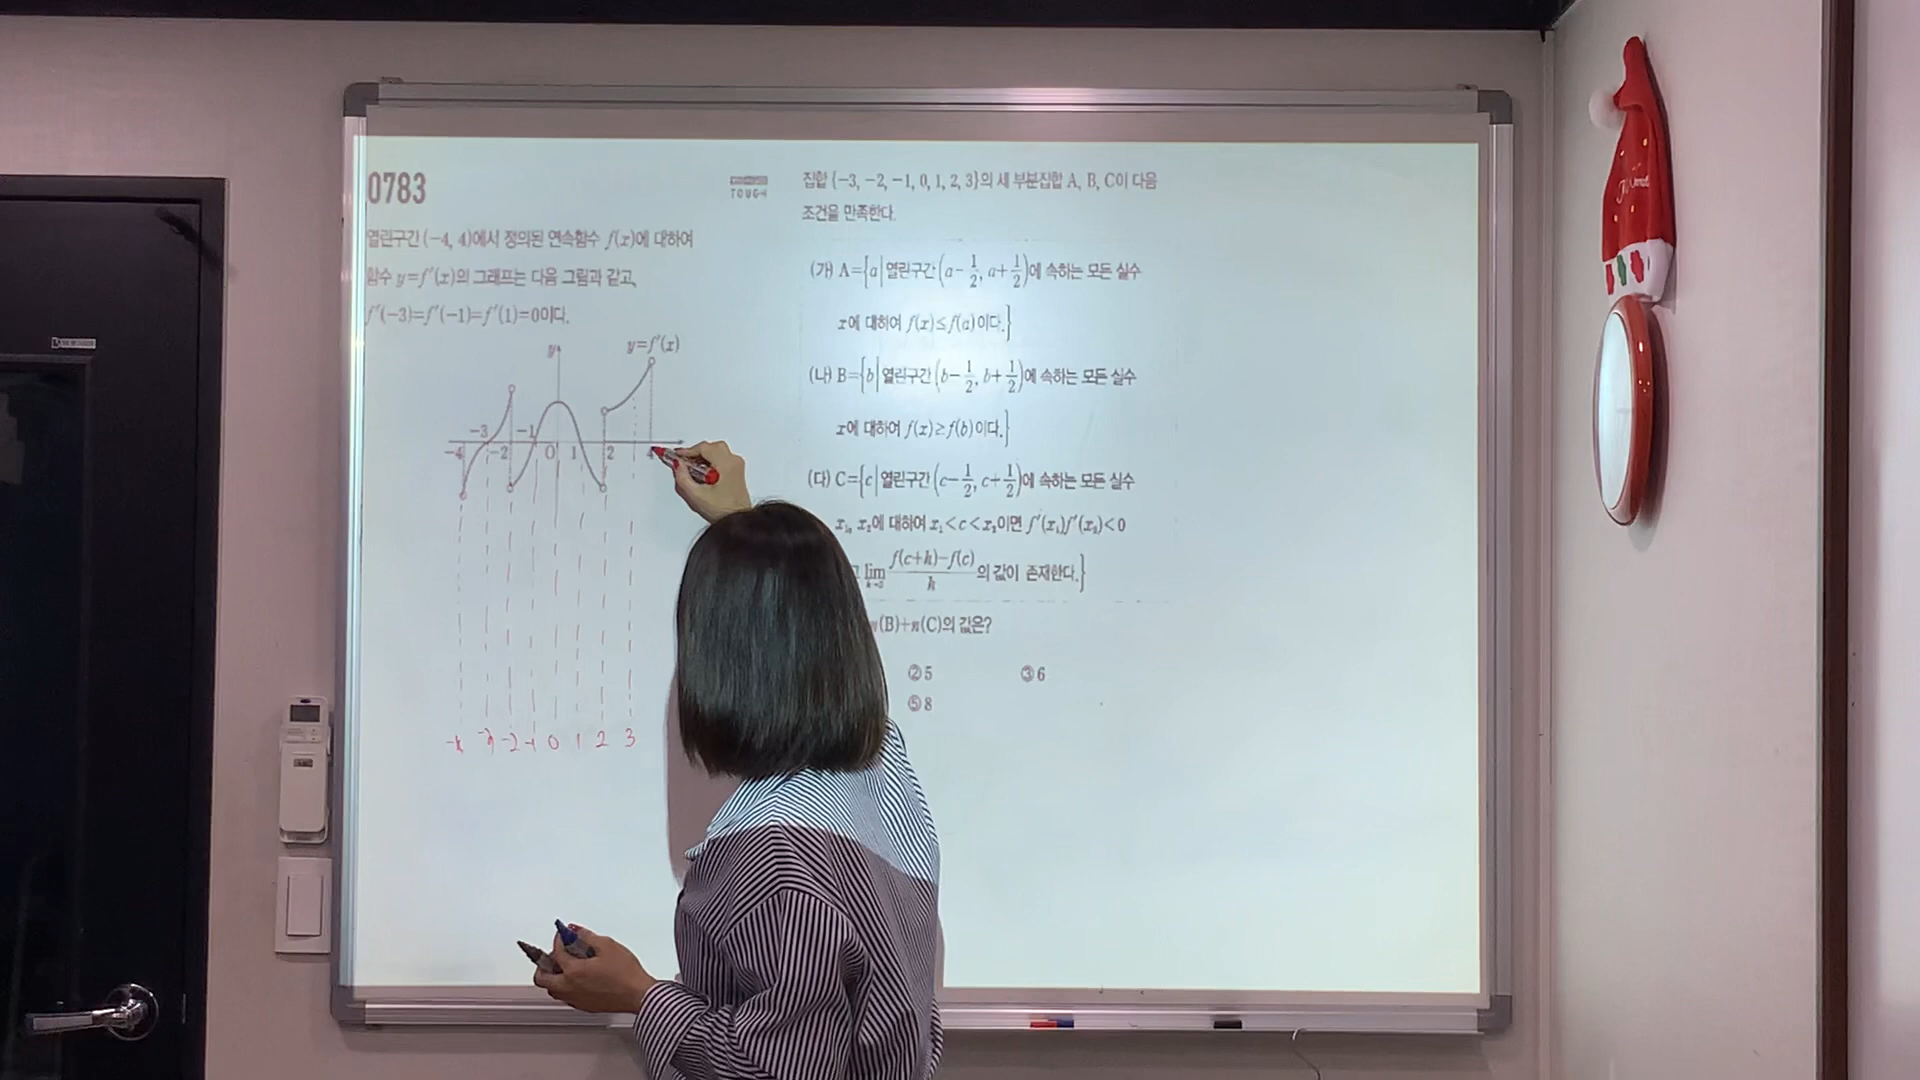 0783
TOUGH
열린구간 (-4, 4)에서 정의된 연속함수 f(x)에 대하여
함수 y=f'(x)의 그래프는 다음 그림과 같고,
f'(-3)=f'(-1)=f'(1)=0이다.
y
y=f'(x)
-3 -1
-4 -2 0 1 2 4
-4 -3 -2 -1 0 1 2 3
집합 {-3, -2, -1, 0, 1, 2, 3}의 세 부분집합 A, B, C이 다음
조건을 만족한다.
(가) A={a|열린구간 (a-1/2, a+1/2)에 속하는 모든 실수
x에 대하여 f(x)≤f(a)이다.}
(나) B={b|열린구간 (b-1/2, b+1/2)에 속하는 모든 실수
x에 대하여 f(x)≥f(b)이다.}
(다) C={c|열린구간 (c-1/2, c+1/2)에 속하는 모든 실수
x₁, x₂에 대하여 x₁<c<x₂이면 f'(x₁)f'(x₂)<0
lim f(c+h)-f(c)/h의 값이 존재한다.}
(B)+n(C)의 값은?
②5 ③6
⑤8